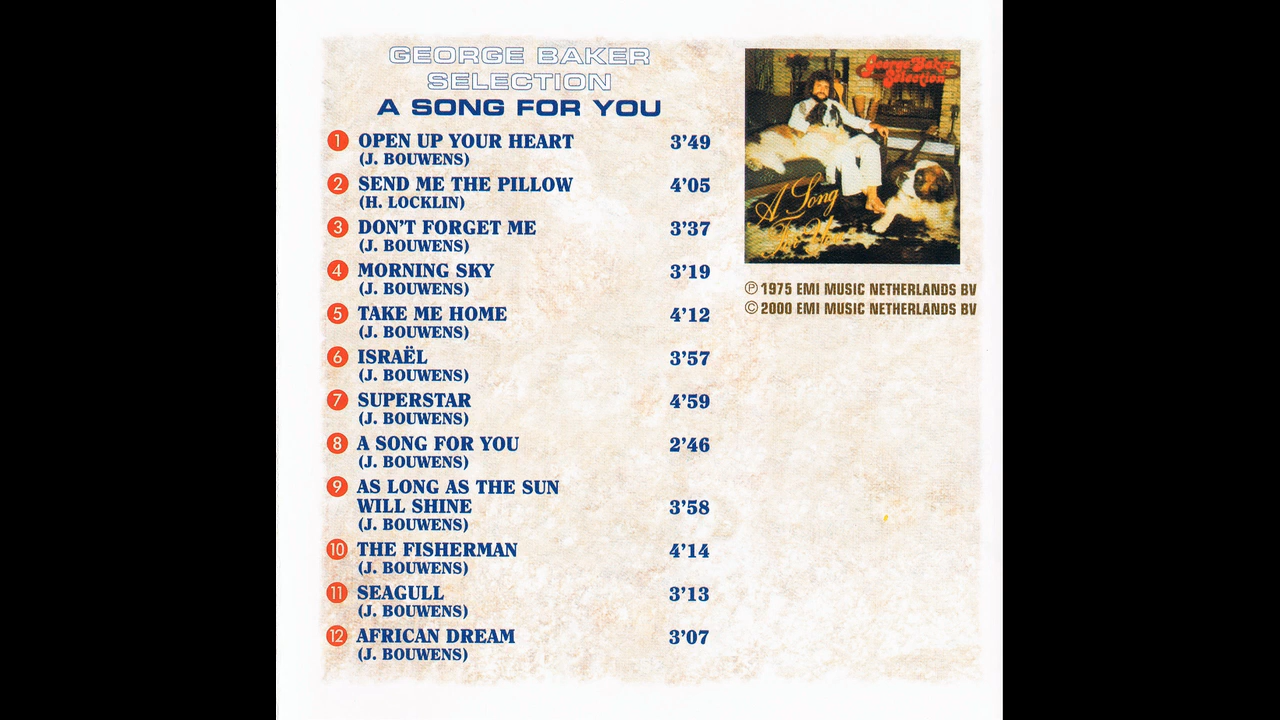 GEORGE BAKER
SELECTION
A SONG FOR YOU
1 OPEN UP YOUR HEART 3'49
(J. BOUWENS)
2 SEND ME THE PILLOW 4'05
(H. LOCKLIN)
3 DON'T FORGET ME 3'37
(J. BOUWENS)
4 MORNING SKY 3'19
(J. BOUWENS)
5 TAKE ME HOME 4'12
(J. BOUWENS)
6 ISRAËL 3'57
(J. BOUWENS)
7 SUPERSTAR 4'59
(J. BOUWENS)
8 A SONG FOR YOU 2'46
(J. BOUWENS)
9 AS LONG AS THE SUN
WILL SHINE 3'58
(J. BOUWENS)
10 THE FISHERMAN 4'14
(J. BOUWENS)
11 SEAGULL 3'13
(J. BOUWENS)
12 AFRICAN DREAM 3'07
(J. BOUWENS)
George Baker
Selection
A Song
For You
℗ 1975 EMI MUSIC NETHERLANDS BV
© 2000 EMI MUSIC NETHERLANDS BV